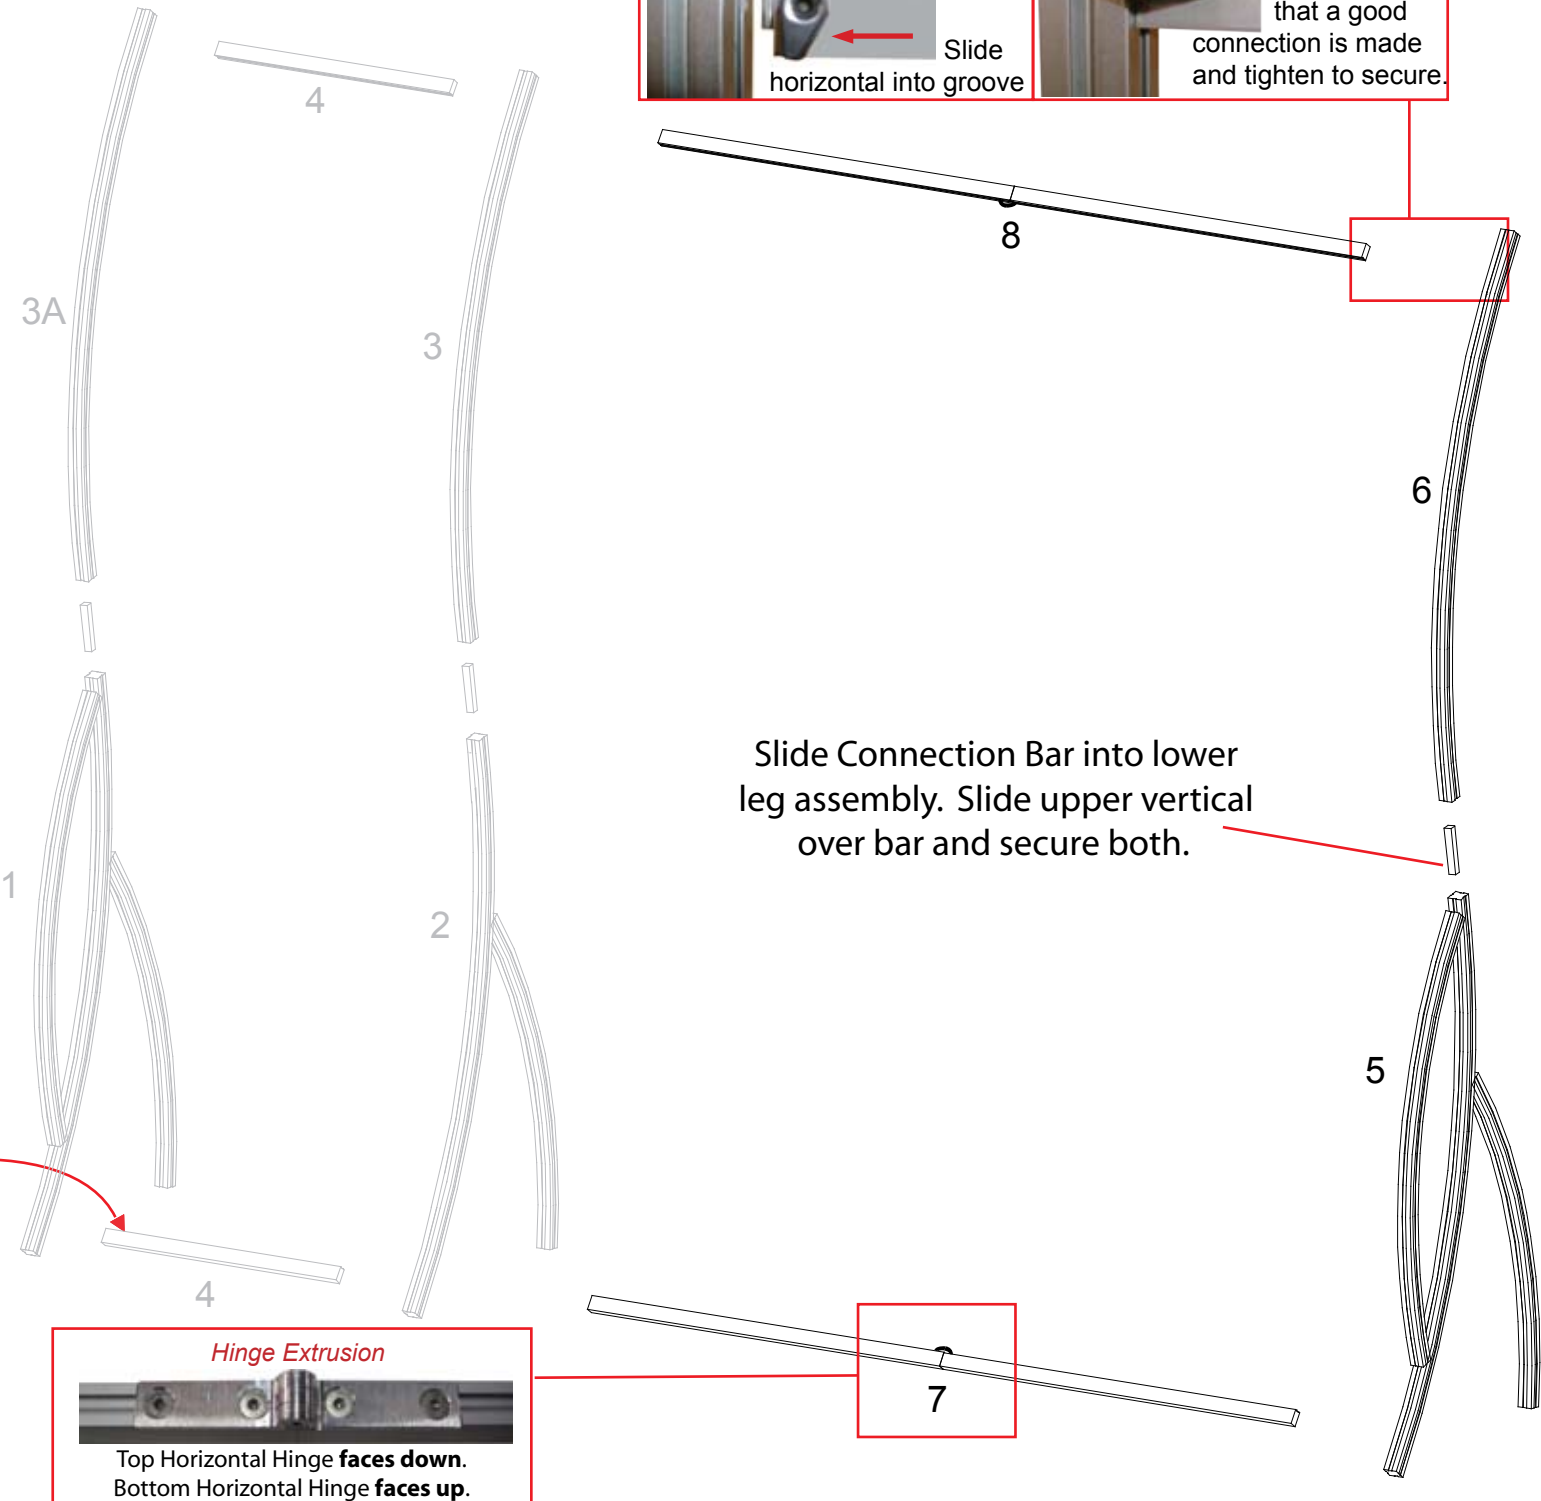 that a good
connection is made
and tighten to secure.
Slide
horizontal into groove
4
8
3A
3
6
Slide Connection Bar into lower
leg assembly.  Slide upper vertical
over bar and secure both.
1
2
5
4
Hinge Extrusion
7
Top Horizontal Hinge faces down.
Bottom Horizontal Hinge faces up.